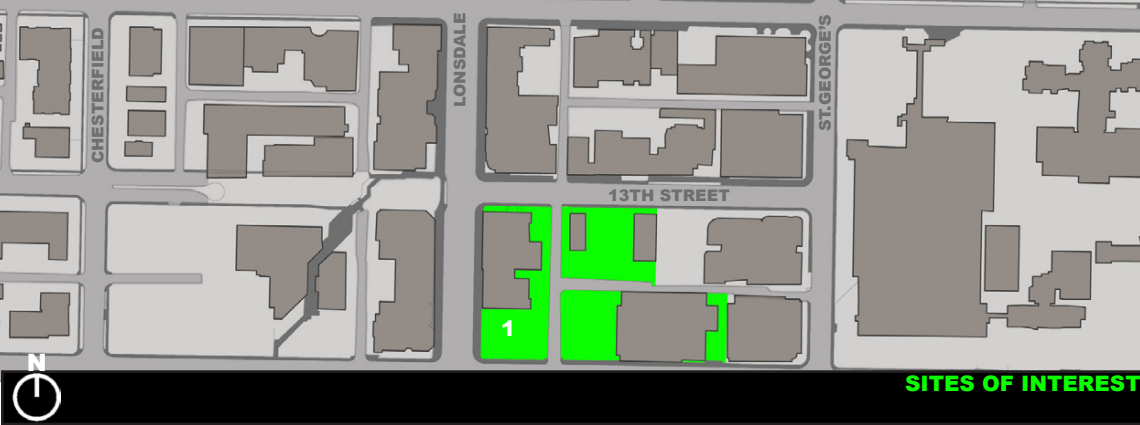 CHESTERFIELD
LONSDALE
ST.GEORGE'S
13TH STREET
1
N
SITES OF INTEREST